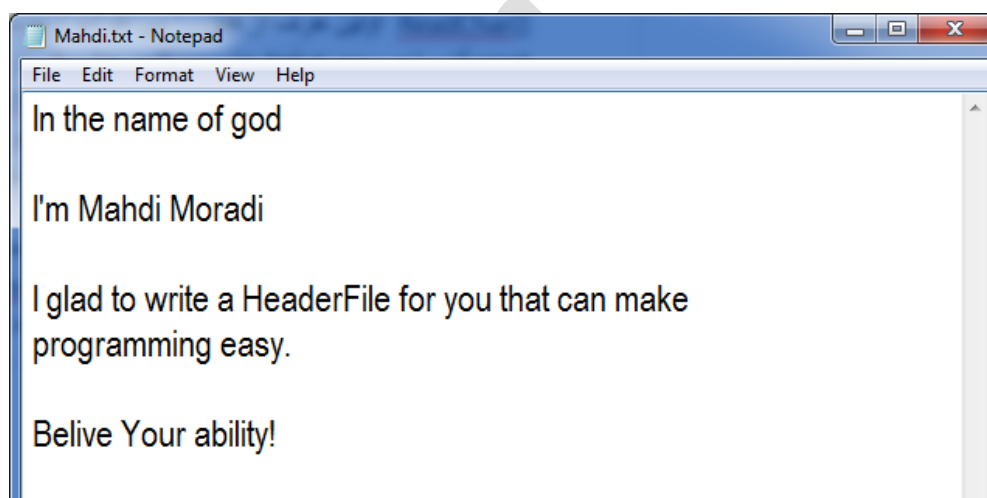 Mahdi.txt - Notepad
File Edit Format View Help
In the name of god
I'm Mahdi Moradi
I glad to write a HeaderFile for you that can make
programming easy.
Belive Your ability!